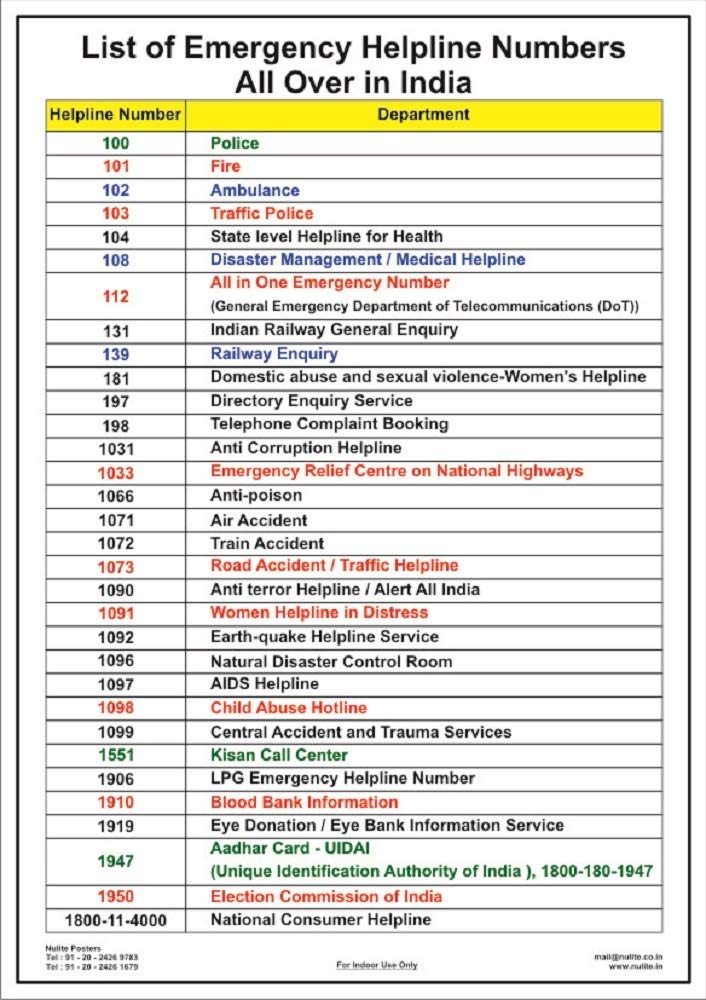 List of Emergency Helpline Numbers
All Over in India
Helpline Number Department
100 Police
101 Fire
102 Ambulance
103 Traffic Police
104 State level Helpline for Health
108 Disaster Management / Medical Helpline
112 All in One Emergency Number
(General Emergency Department of Telecommunications (DoT))
131 Indian Railway General Enquiry
139 Railway Enquiry
181 Domestic abuse and sexual violence-Women's Helpline
197 Directory Enquiry Service
198 Telephone Complaint Booking
1031 Anti Corruption Helpline
1033 Emergency Relief Centre on National Highways
1066 Anti-poison
1071 Air Accident
1072 Train Accident
1073 Road Accident / Traffic Helpline
1090 Anti terror Helpline / Alert All India
1091 Women Helpline in Distress
1092 Earth-quake Helpline Service
1096 Natural Disaster Control Room
1097 AIDS Helpline
1098 Child Abuse Hotline
1099 Central Accident and Trauma Services
1551 Kisan Call Center
1906 LPG Emergency Helpline Number
1910 Blood Bank Information
1919 Eye Donation / Eye Bank Information Service
1947 Aadhar Card - UIDAI
(Unique Identification Authority of India ), 1800-180-1947
1950 Election Commission of India
1800-11-4000 National Consumer Helpline
Nulite Posters
Tel : 91 - 20 - 2426 9783
Tel : 91 - 20 - 2426 1679
For Indoor Use Only
mail@nulite.co.in
www.nulite.in